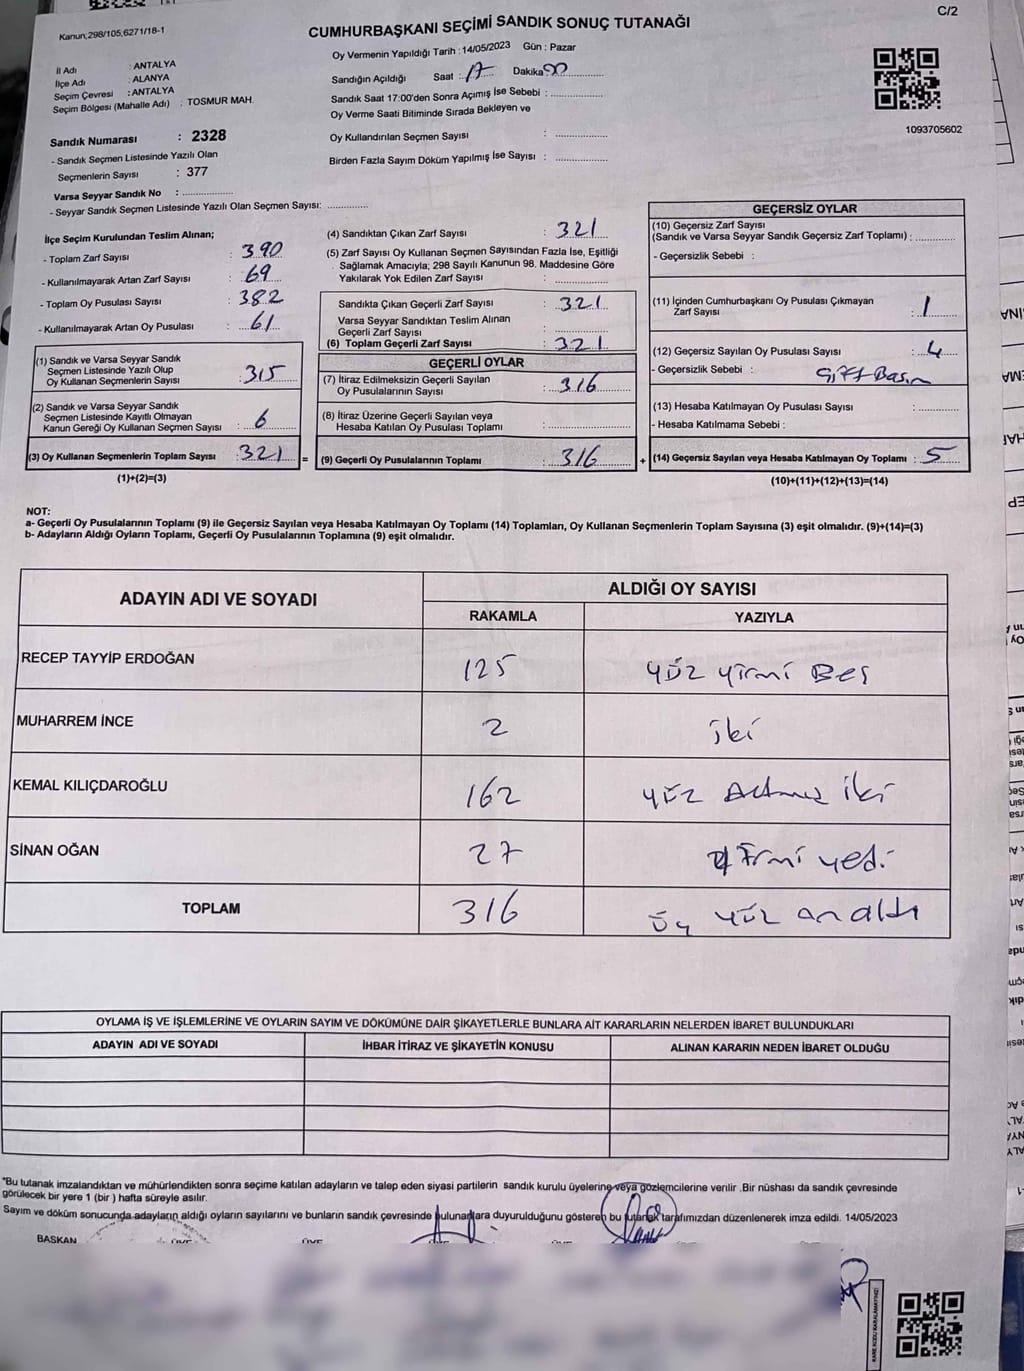 C/2
Kanun;298/105,6271/18-1
CUMHURBAŞKANI SEÇİMİ SANDIK SONUÇ TUTANAĞI
Oy Vermenin Yapıldığı Tarih : 14/05/2023 Gün : Pazar
İl Adı : ANTALYA
İlçe Adı : ALANYA
Seçim Çevresi : ANTALYA
Seçim Bölgesi (Mahalle Adı) : TOSMUR MAH.
Sandığın Açıldığı Saat : 17 Dakika 00
Sandık Saat 17:00'den Sonra Açımış İse Sebebi :
Oy Verme Saati Bitiminde Sırada Bekleyen ve
Oy Kullandırılan Seçmen Sayısı :
Birden Fazla Sayım Döküm Yapılmış İse Sayısı :
1093705602
Sandık Numarası : 2328
- Sandık Seçmen Listesinde Yazılı Olan
Seçmenlerin Sayısı : 377
Varsa Seyyar Sandık No :
- Seyyar Sandık Seçmen Listesinde Yazılı Olan Seçmen Sayısı:
İlçe Seçim Kurulundan Teslim Alınan;
- Toplam Zarf Sayısı : 390
- Kullanılmayarak Artan Zarf Sayısı : 69
- Toplam Oy Pusulası Sayısı : 382
- Kullanılmayarak Artan Oy Pusulası : 61
(1) Sandık ve Varsa Seyyar Sandık
Seçmen Listesinde Yazılı Olup
Oy Kullanan Seçmenlerin Sayısı : 315
(2) Sandık ve Varsa Seyyar Sandık
Seçmen Listesinde Kayıtlı Olmayan
Kanun Gereği Oy Kullanan Seçmen Sayısı : 6
(3) Oy Kullanan Seçmenlerin Toplam Sayısı : 321 =
(1)+(2)=(3)
(4) Sandıktan Çıkan Zarf Sayısı : 321
(5) Zarf Sayısı Oy Kullanan Seçmen Sayısından Fazla İse, Eşitliği
Sağlamak Amacıyla; 298 Sayılı Kanunun 98. Maddesine Göre
Yakılarak Yok Edilen Zarf Sayısı :
Sandıkta Çıkan Geçerli Zarf Sayısı : 321
Varsa Seyyar Sandıktan Teslim Alınan
Geçerli Zarf Sayısı :
(6) Toplam Geçerli Zarf Sayısı : 321
GEÇERLİ OYLAR
(7) İtiraz Edilmeksizin Geçerli Sayılan
Oy Pusulalarının Sayısı : 316
(8) İtiraz Üzerine Geçerli Sayılan veya
Hesaba Katılan Oy Pusulası Toplamı :
(9) Geçerli Oy Pusulalarının Toplamı : 316 +
GEÇERSİZ OYLAR
(10) Geçersiz Zarf Sayısı
(Sandık ve Varsa Seyyar Sandık Geçersiz Zarf Toplamı) :
- Geçersizlik Sebebi :
(11) İçinden Cumhurbaşkanı Oy Pusulası Çıkmayan
Zarf Sayısı : 1
(12) Geçersiz Sayılan Oy Pusulası Sayısı : 4
- Geçersizlik Sebebi : Çift Basım
(13) Hesaba Katılmayan Oy Pusulası Sayısı :
- Hesaba Katılmama Sebebi :
(14) Geçersiz Sayılan veya Hesaba Katılmayan Oy Toplamı : 5
(10)+(11)+(12)+(13)=(14)
NOT:
a- Geçerli Oy Pusulalarının Toplamı (9) ile Geçersiz Sayılan veya Hesaba Katılmayan Oy Toplamı (14) Toplamları, Oy Kullanan Seçmenlerin Toplam Sayısına (3) eşit olmalıdır. (9)+(14)=(3)
b- Adayların Aldığı Oyların Toplamı, Geçerli Oy Pusulalarının Toplamına (9) eşit olmalıdır.
ADAYIN ADI VE SOYADI ALDIĞI OY SAYISI
RAKAMLA YAZIYLA
RECEP TAYYİP ERDOĞAN 125 yüz yirmi Beş
MUHARREM İNCE 2 iki
KEMAL KILIÇDAROĞLU 162 yüz Altmış iki
SİNAN OĞAN 27 yirmi yedi
TOPLAM 316 üç yüz on altı
OYLAMA İŞ VE İŞLEMLERİNE VE OYLARIN SAYIM VE DÖKÜMÜNE DAİR ŞİKAYETLERLE BUNLARA AİT KARARLARIN NELERDEN İBARET BULUNDUKLARI
ADAYIN ADI VE SOYADI İHBAR İTİRAZ VE ŞİKAYETİN KONUSU ALINAN KARARIN NEDEN İBARET OLDUĞU
*Bu tutanak imzalandıktan ve mühürlendikten sonra seçime katılan adayların ve talep eden siyasi partilerin sandık kurulu üyelerine veya gözlemcilerine verilir .Bir nüshası da sandık çevresinde
görülecek bir yere 1 (bir ) hafta süreyle asılır.
Sayım ve döküm sonucunda adayların aldığı oyların sayılarını ve bunların sandık çevresinde bulunanlara duyurulduğunu gösteren bu tutanak tarafımızdan düzenlenerek imza edildi. 14/05/2023
BAŞKAN ÜYE ÜYE
KARE KODU KARALAMAYINIZ!